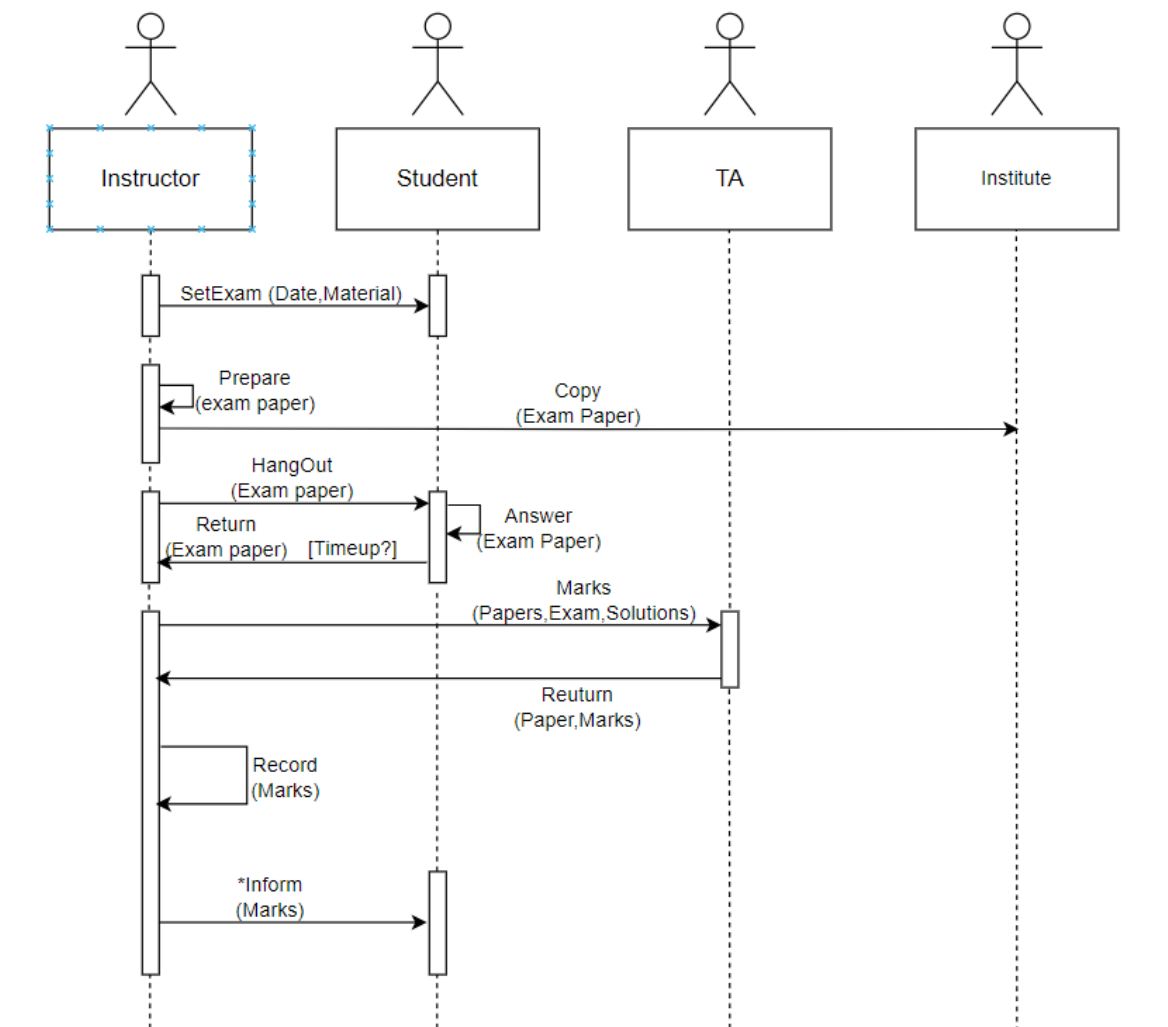 Instructor
Student
TA
Institute
SetExam (Date,Material)
Prepare
(exam paper)
Copy
(Exam Paper)
HangOut
(Exam paper)
Answer
(Exam Paper)
Return
(Exam paper)
[Timeup?]
Marks
(Papers,Exam,Solutions)
Reuturn
(Paper,Marks)
Record
(Marks)
*Inform
(Marks)